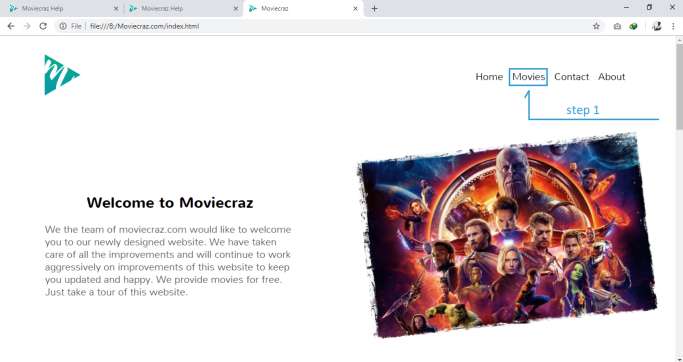 Moviecraz Help
Moviecraz Help
Moviecraz
File
file:///B:/Moviecraz.com/index.html
Home Movies Contact About
step 1
Welcome to Moviecraz
We the team of moviecraz.com would like to welcome
you to our newly designed website. We have taken
care of all the improvements and will continue to work
aggressively on improvements of this website to keep
you updated and happy. We provide movies for free.
Just take a tour of this website.